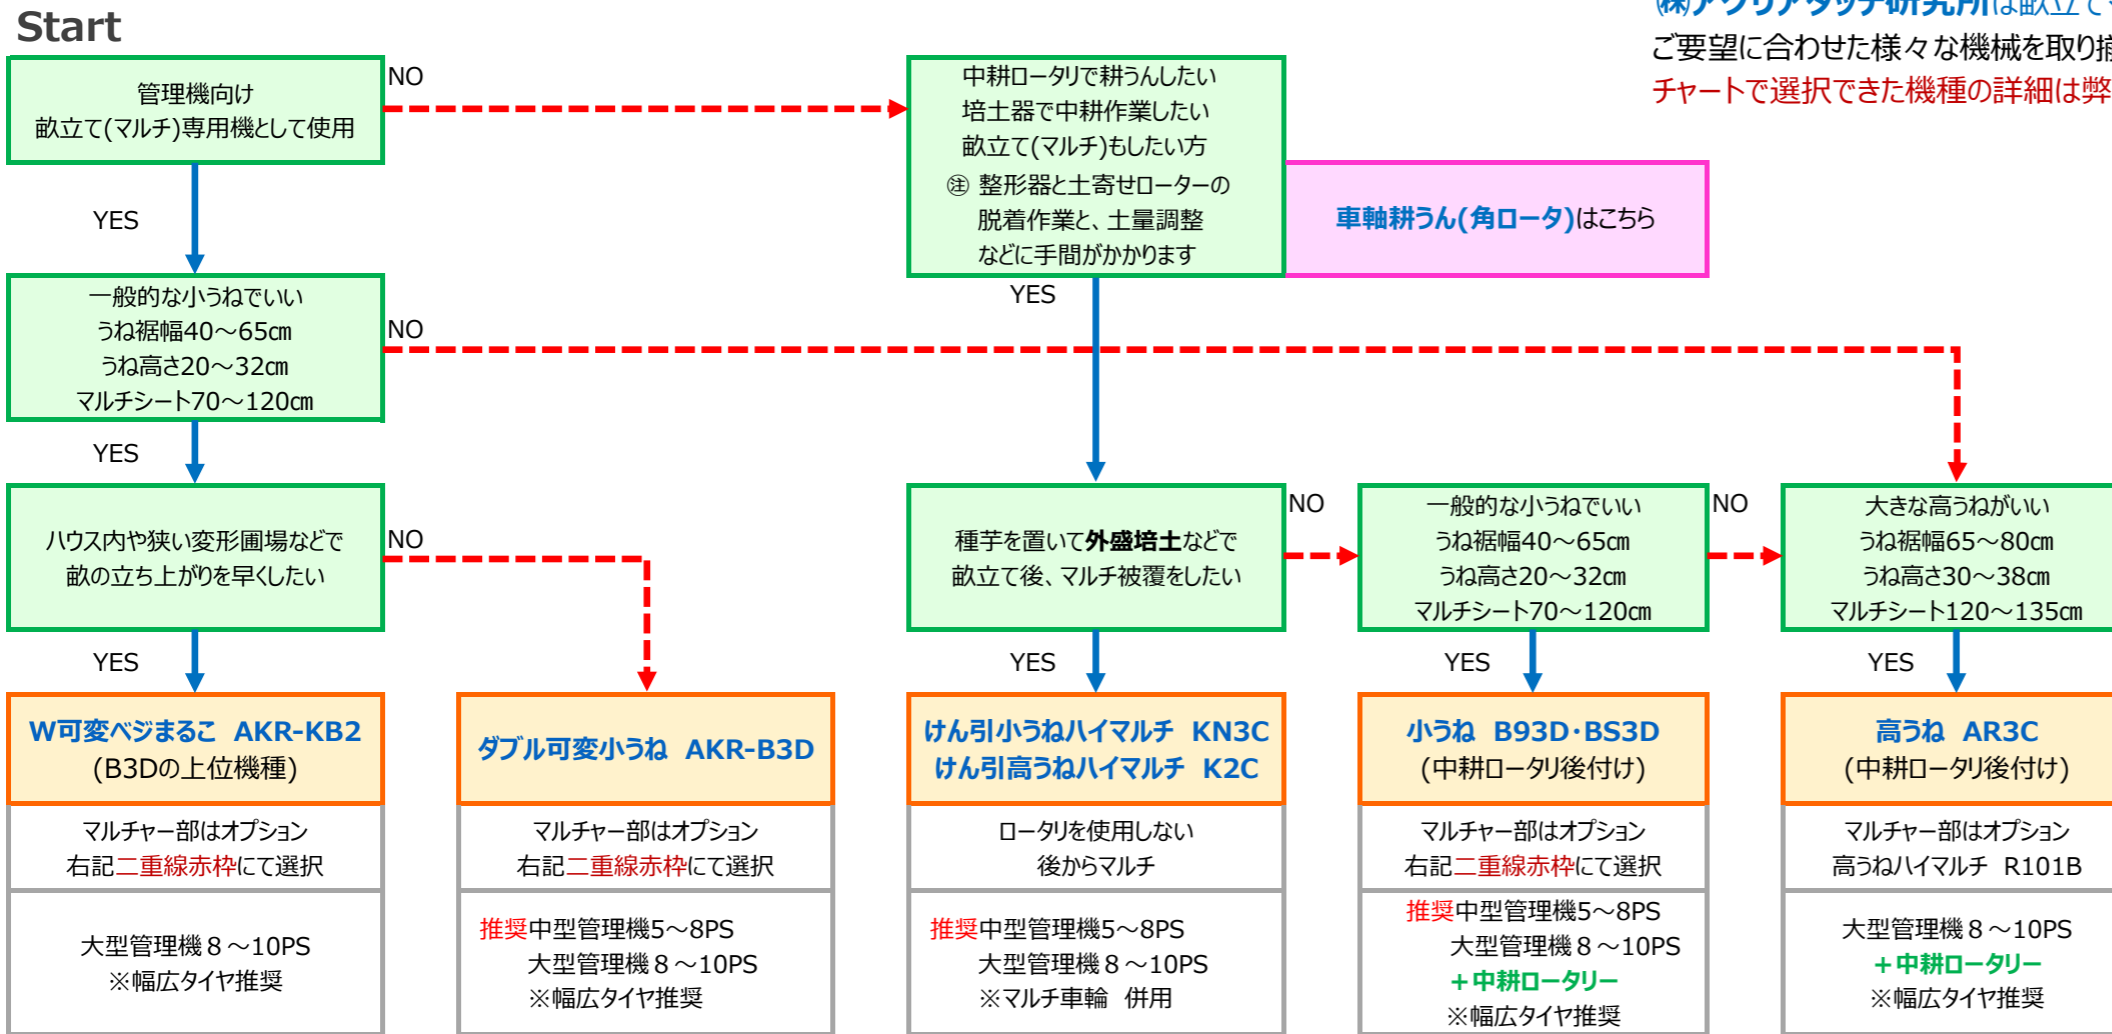 Start
㈱アグリアタッチ研究所は畝立て
ご要望に合わせた様々な機械を取り揃
チャートで選択できた機種の詳細は弊
管理機向け
畝立て(マルチ)専用機として使用
NO
中耕ロータリで耕うんしたい
培土器で中耕作業したい
畝立て(マルチ)もしたい方
㊟ 整形器と土寄せローターの
脱着作業と、土量調整
などに手間がかかります
車軸耕うん(角ロータ)はこちら
YES
YES
一般的な小うねでいい
うね裾幅40～65㎝
うね高さ20～32㎝
マルチシート70～120㎝
NO
YES
ハウス内や狭い変形圃場などで
畝の立ち上がりを早くしたい
NO
種芋を置いて外盛培土などで
畝立て後、マルチ被覆をしたい
NO
一般的な小うねでいい
うね裾幅40～65㎝
うね高さ20～32㎝
マルチシート70～120㎝
NO
大きな高うねがいい
うね裾幅65～80㎝
うね高さ30～38㎝
マルチシート120～135㎝
YES
YES
YES
YES
W可変ベジまるこ AKR-KB2
(B3Dの上位機種)
マルチャー部はオプション
右記二重線赤枠にて選択
大型管理機８～10PS
※幅広タイヤ推奨
ダブル可変小うね AKR-B3D
マルチャー部はオプション
右記二重線赤枠にて選択
推奨中型管理機5～8PS
大型管理機８～10PS
※幅広タイヤ推奨
けん引小うねハイマルチ KN3C
けん引高うねハイマルチ K2C
ロータリを使用しない
後からマルチ
推奨中型管理機5～8PS
大型管理機８～10PS
※マルチ車輪 併用
小うね B93D･BS3D
(中耕ロータリ後付け)
マルチャー部はオプション
右記二重線赤枠にて選択
推奨中型管理機5～8PS
大型管理機８～10PS
＋中耕ロータリー
※幅広タイヤ推奨
高うね AR3C
(中耕ロータリ後付け)
マルチャー部はオプション
高うねハイマルチ R101B
大型管理機８～10PS
＋中耕ロータリー
※幅広タイヤ推奨